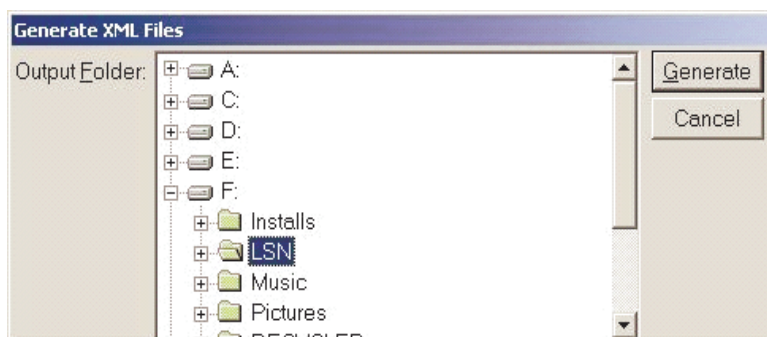 Generate XML Files
Output Folder:
A:
C:
D:
E:
F:
Installs
LSN
Music
Pictures
Generate
Cancel